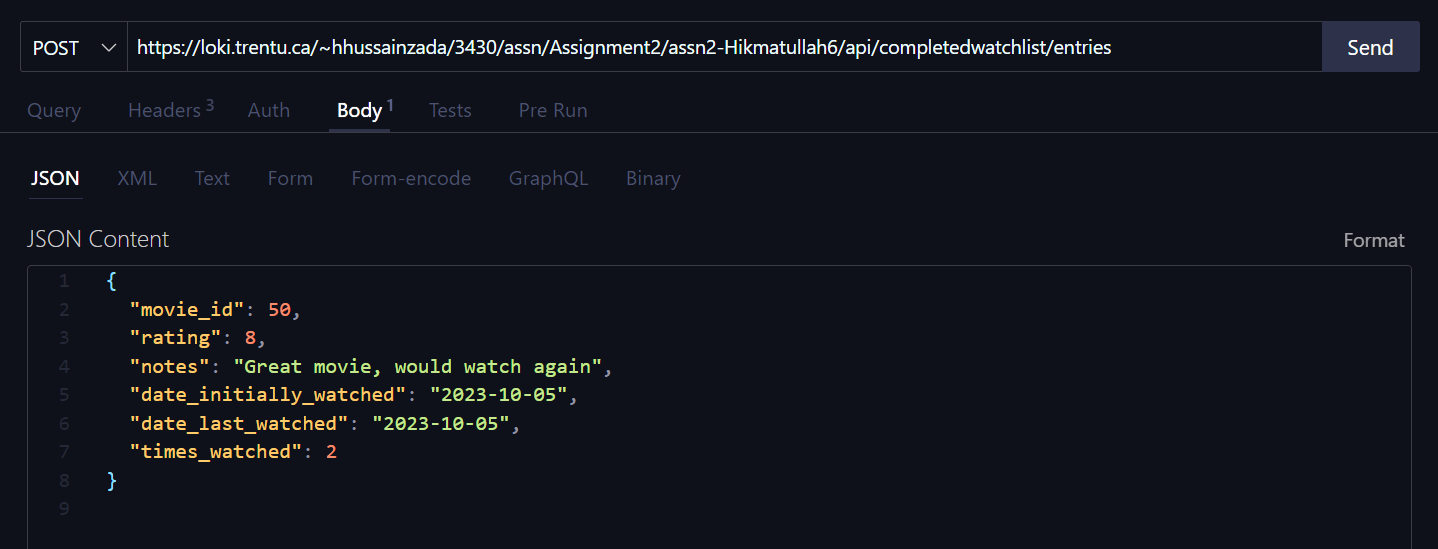 POST https://loki.trentu.ca/~hhussainzada/3430/assn/Assignment2/assn2-Hikmatullah6/api/completedwatchlist/entries Send
Query Headers 3 Auth Body 1 Tests Pre Run
JSON XML Text Form Form-encode GraphQL Binary
JSON Content Format
1 {
2 "movie_id": 50,
3 "rating": 8,
4 "notes": "Great movie, would watch again",
5 "date_initially_watched": "2023-10-05",
6 "date_last_watched": "2023-10-05",
7 "times_watched": 2
8 }
9